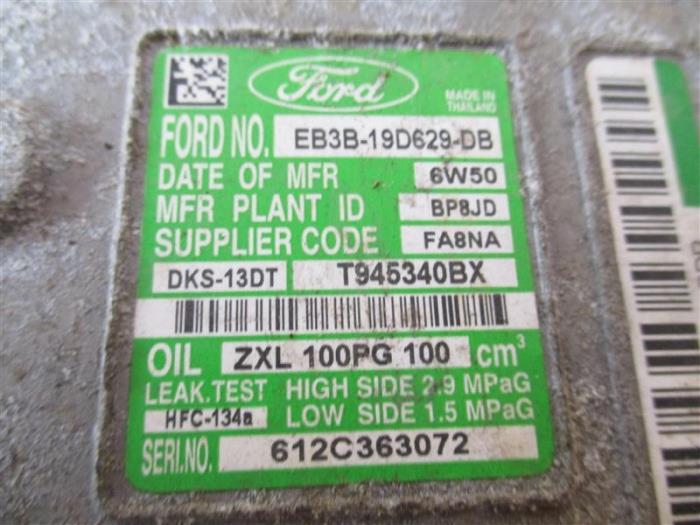 Ford
MADE IN
THAILAND
FORD NO. EB3B-19D629-DB
DATE OF MFR 6W50
MFR PLANT ID BP8JD
SUPPLIER CODE FA8NA
DKS-13DT T945340BX
OIL ZXL 100PG 100 cm³
LEAK.TEST HIGH SIDE 2.9 MPaG
HFC-134a LOW SIDE 1.5 MPaG
SERI.NO. 612C363072